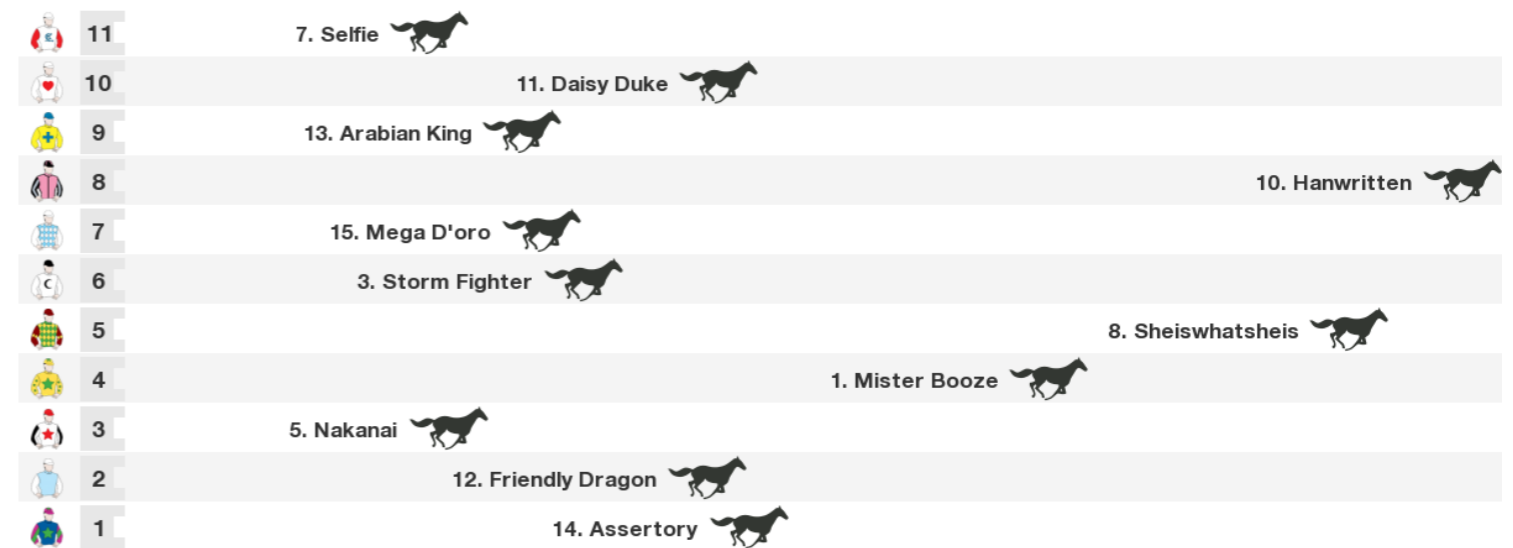 11 7. Selfie
10 11. Daisy Duke
9 13. Arabian King
8 10. Hanwritten
7 15. Mega D'oro
6 C 3. Storm Fighter
5 8. Sheiswhatsheis
4 1. Mister Booze
3 5. Nakanai
2 12. Friendly Dragon
1 14. Assertory